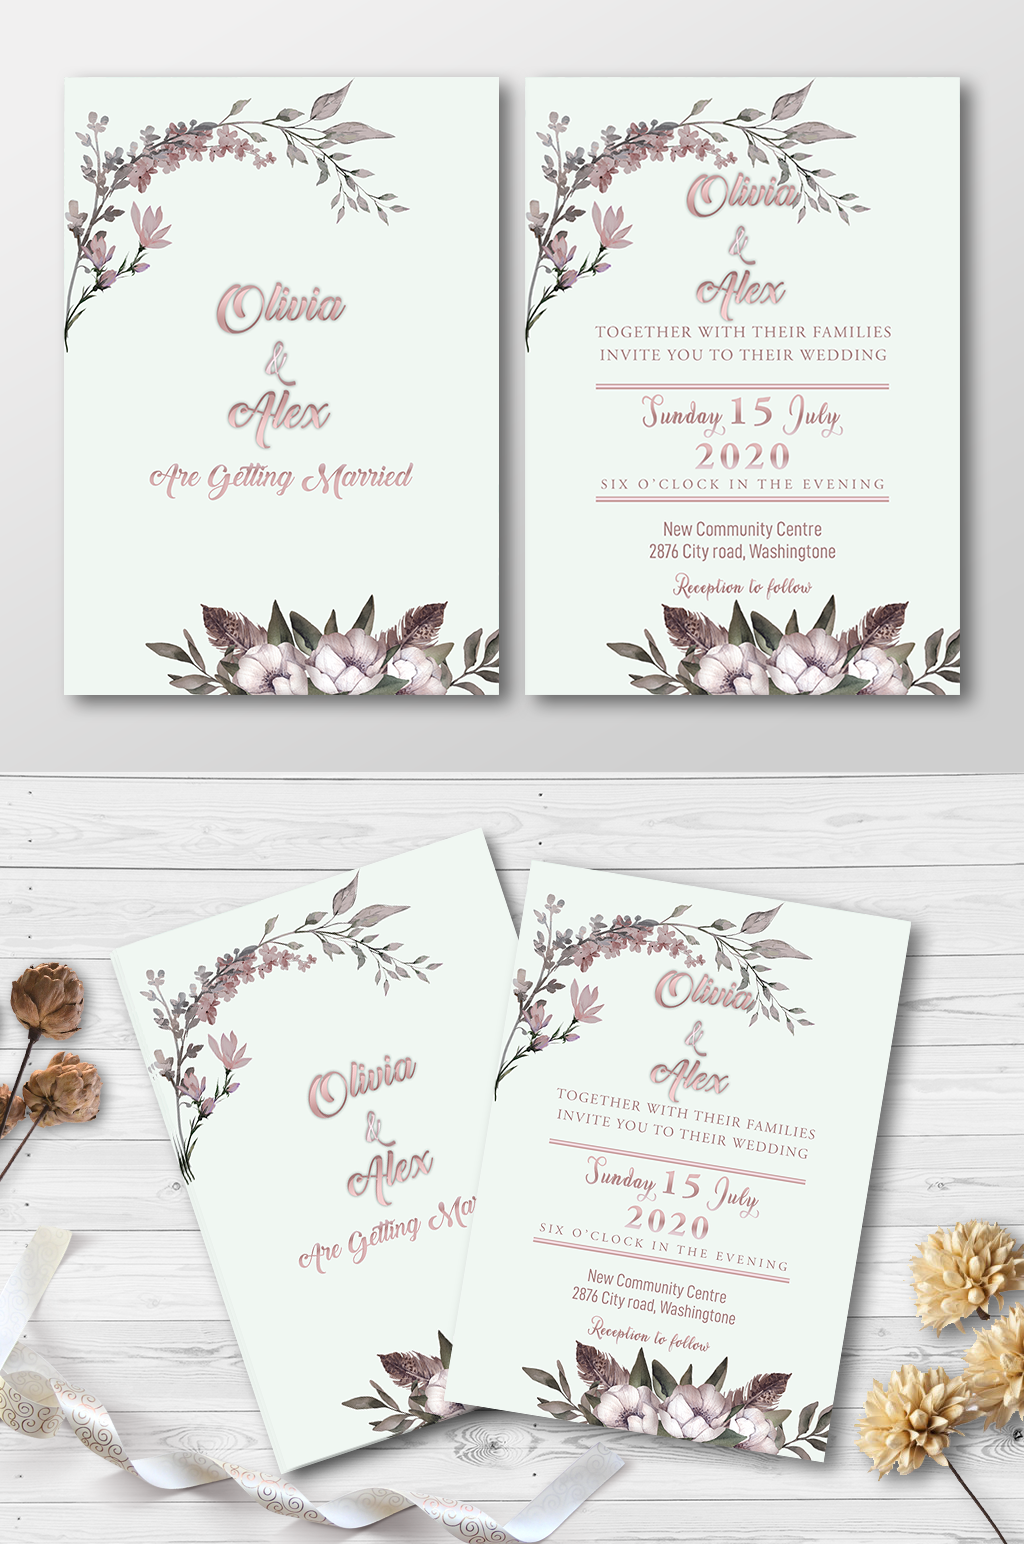 Olivia
&
Alex
Are Getting Married
Olivia
&
Alex
TOGETHER WITH THEIR FAMILIES
INVITE YOU TO THEIR WEDDING
Sunday 15 July
2020
SIX O'CLOCK IN THE EVENING
New Community Centre
2876 City road, Washingtone
Reception to follow
Olivia
&
Alex
Are Getting Mar
Olivia
&
Alex
TOGETHER WITH THEIR FAMILIES
INVITE YOU TO THEIR WEDDING
Sunday 15 July
2020
SIX O'CLOCK IN THE EVENING
New Community Centre
2876 City road, Washingtone
Reception to follow